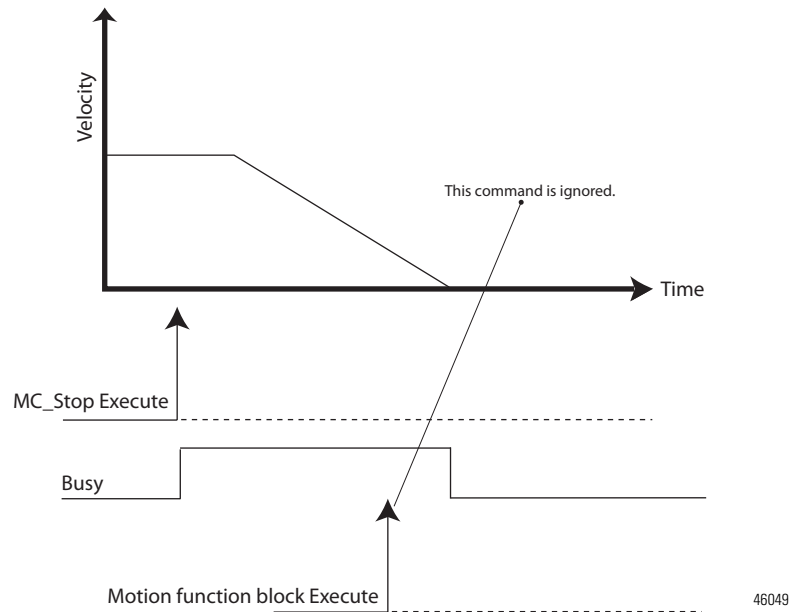 Velocity
This command is ignored.
Time
MC_Stop Execute
Busy
Motion function block Execute
46049